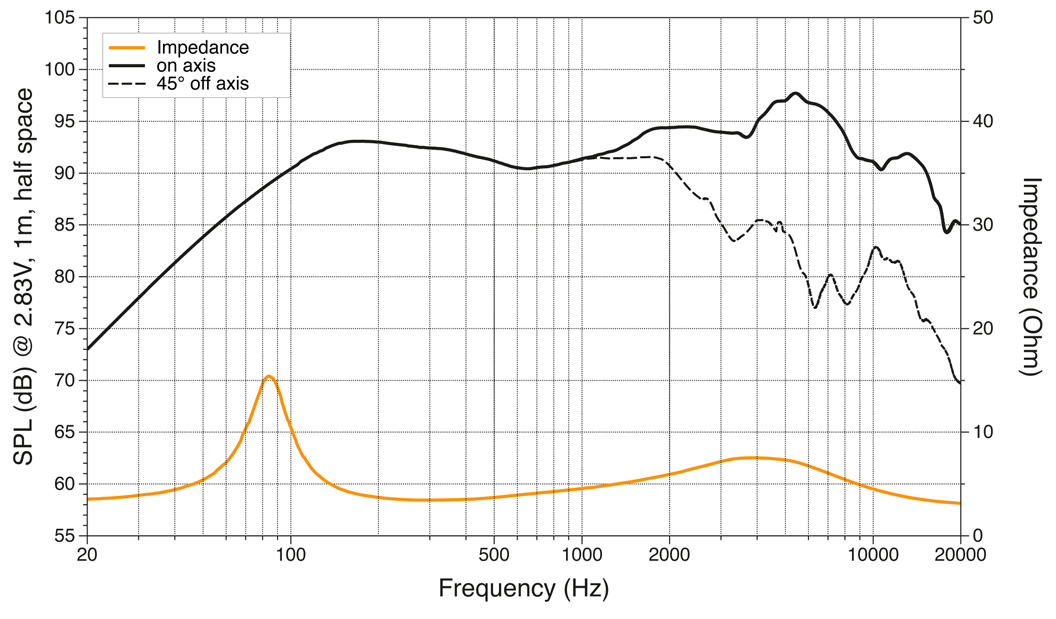 105
100
95
90
85
80
75
70
65
60
55
SPL (dB) @ 2.83V, 1m, half space
Impedance
on axis
45° off axis
50
40
30
20
10
0
Impedance (Ohm)
20 100 500 1000 2000 10000 20000
Frequency (Hz)